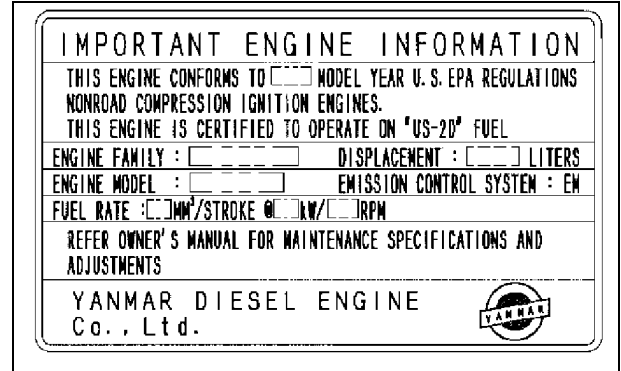 IMPORTANT ENGINE INFORMATION
THIS ENGINE CONFORMS TO MODEL YEAR U.S.EPA REGULATIONS
NONROAD COMPRESSION IGNITION ENGINES.
THIS ENGINE IS CERTIFIED TO OPERATE ON "US-2D" FUEL
ENGINE FAMILY : DISPLACEMENT : LITERS
ENGINE MODEL : EMISSION CONTROL SYSTEM : EM
FUEL RATE : MM³/STROKE @ kW/ RPM
REFER OWNER'S MANUAL FOR MAINTENANCE SPECIFICATIONS AND
ADJUSTMENTS
YANMAR DIESEL ENGINE
Co., Ltd.
YANMAR